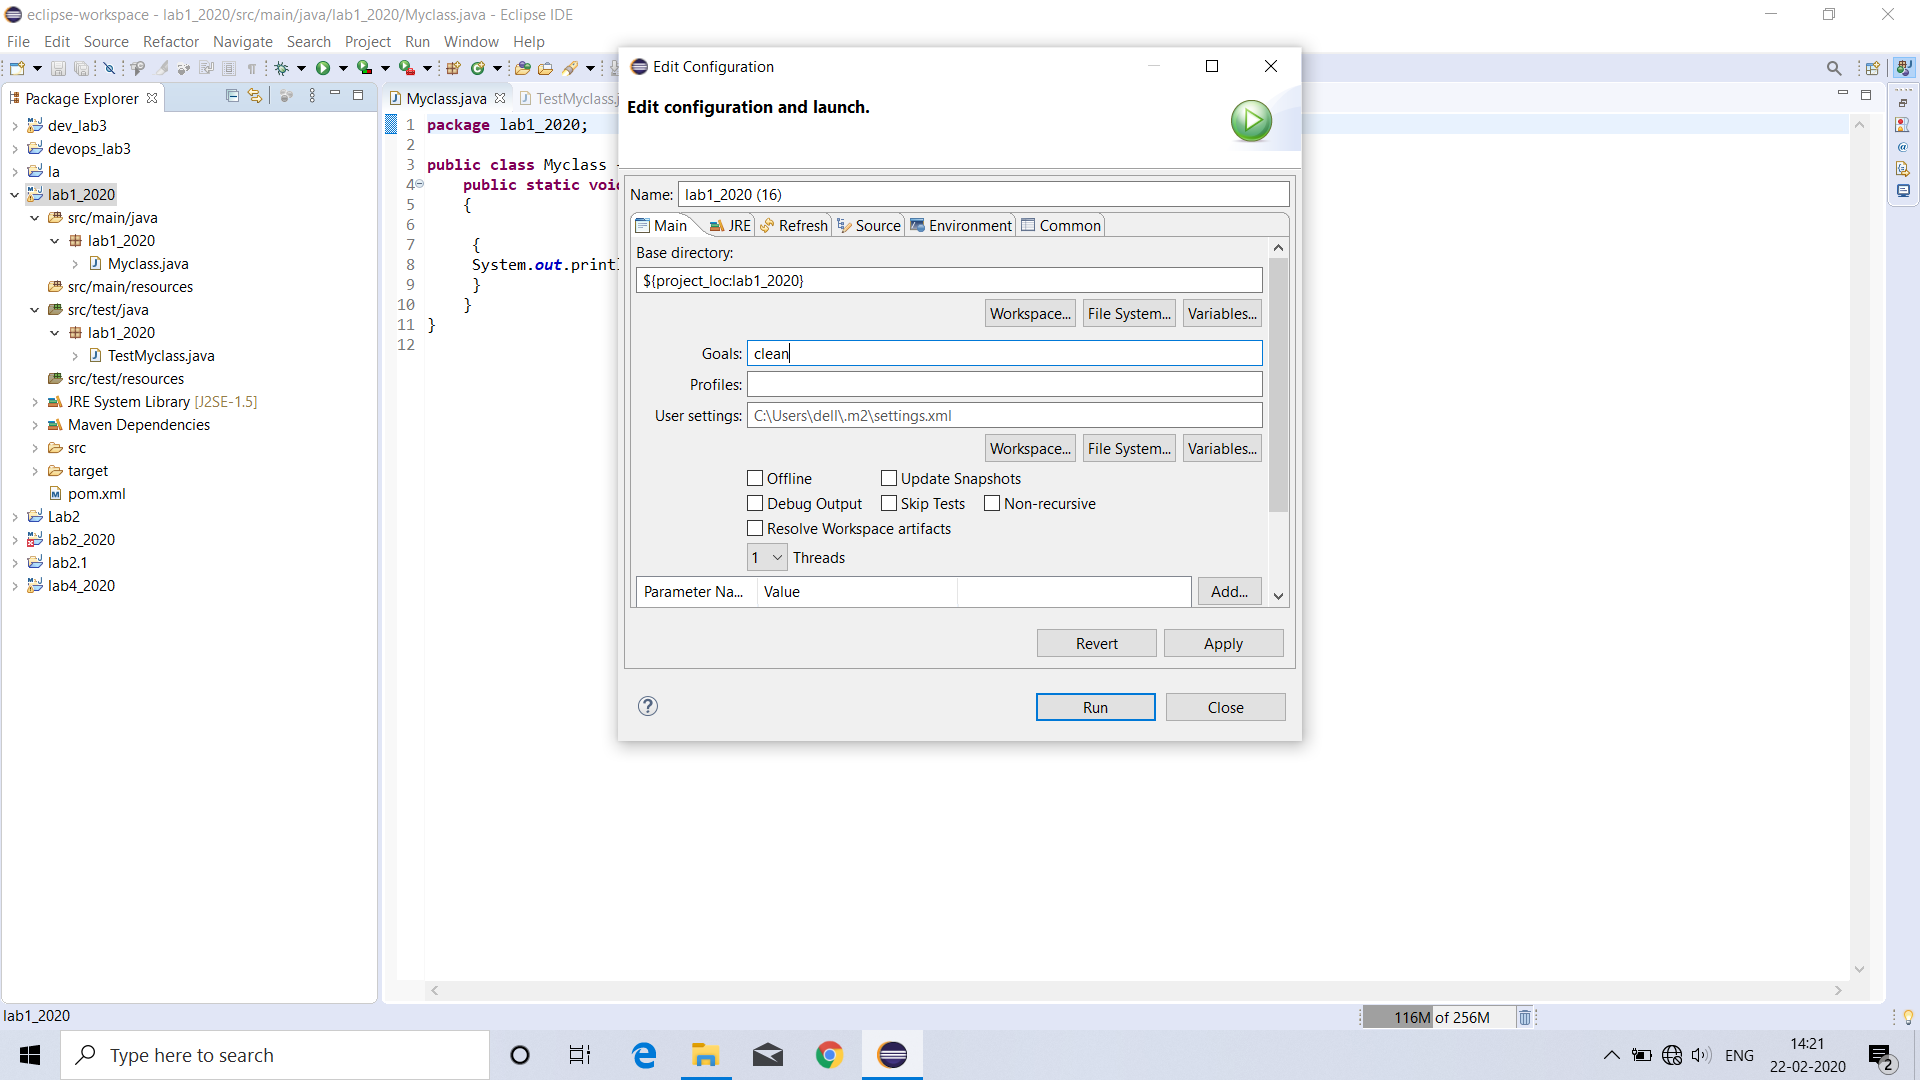 eclipse-workspace - lab1_2020/src/main/java/lab1_2020/Myclass.java - Eclipse IDE
File Edit Source Refactor Navigate Search Project Run Window Help
Package Explorer
dev_lab3
devops_lab3
la
lab1_2020
src/main/java
lab1_2020
Myclass.java
src/main/resources
src/test/java
lab1_2020
TestMyclass.java
src/test/resources
JRE System Library [J2SE-1.5]
Maven Dependencies
src
target
pom.xml
Lab2
lab2_2020
lab2.1
lab4_2020
Myclass.java TestMyclass.j
1 package lab1_2020;
2
3 public class Myclass
4 public static void
5 {
6
7 {
8 System.out.printl
9 }
10 }
11 }
12
Edit Configuration
Edit configuration and launch.
Name: lab1_2020 (16)
Main JRE Refresh Source Environment Common
Base directory:
${project_loc:lab1_2020}
Workspace... File System... Variables...
Goals: clean
Profiles:
User settings: C:\Users\dell\.m2\settings.xml
Workspace... File System... Variables...
Offline Update Snapshots
Debug Output Skip Tests Non-recursive
Resolve Workspace artifacts
1 Threads
Parameter Na... Value Add...
Revert Apply
Run Close
lab1_2020
116M of 256M
Type here to search
ENG
14:21
22-02-2020
2